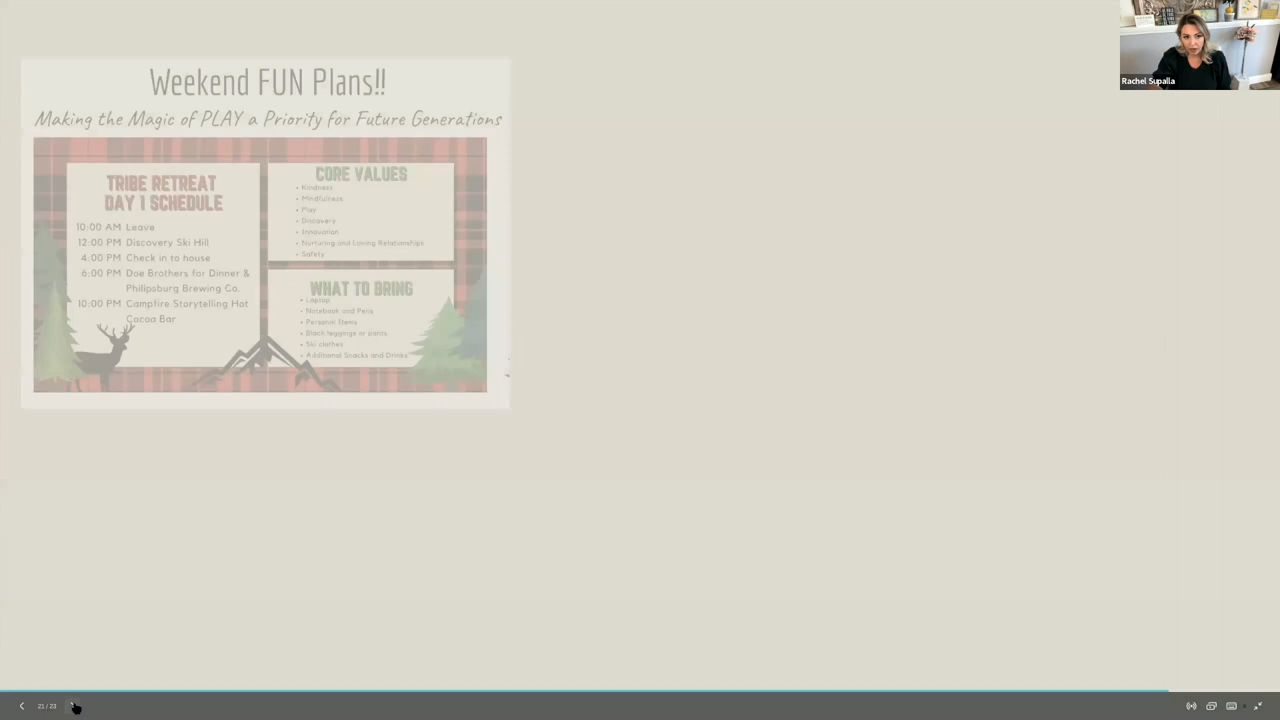 Rachel Supalla
Weekend FUN Plans!!
Making the Magic of PLAY a Priority for Future Generations
TRIBE RETREAT
DAY 1 SCHEDULE
10:00 AM Leave
12:00 PM Discovery Ski Hill
4:00 PM Check in to house
6:00 PM Doe Brothers for Dinner &
Philipsburg Brewing Co.
10:00 PM Campfire Storytelling Hot
Cocoa Bar
CORE VALUES
• Kindness
• Mindfulness
• Play
• Discovery
• Innovation
• Nurturing and Loving Relationships
• Safety
WHAT TO BRING
• Laptop
• Notebook and Pens
• Personal Items
• Black leggings or pants
• Ski clothes
• Additional Snacks and Drinks
21 / 23